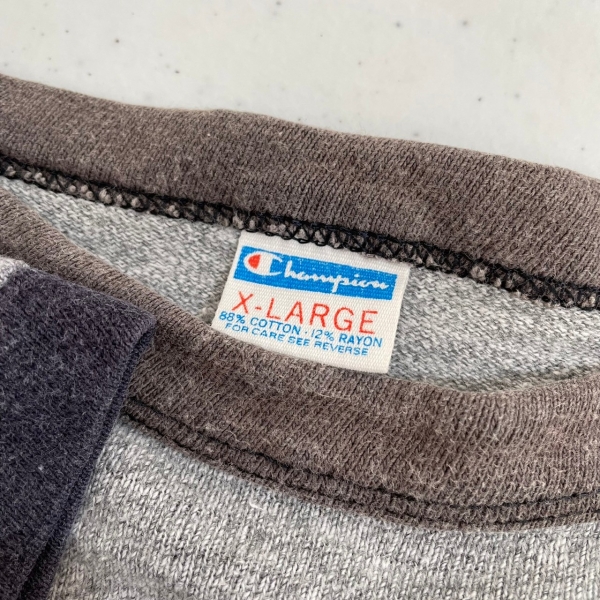 Champion
X-LARGE
88% COTTON · 12% RAYON
FOR CARE SEE REVERSE